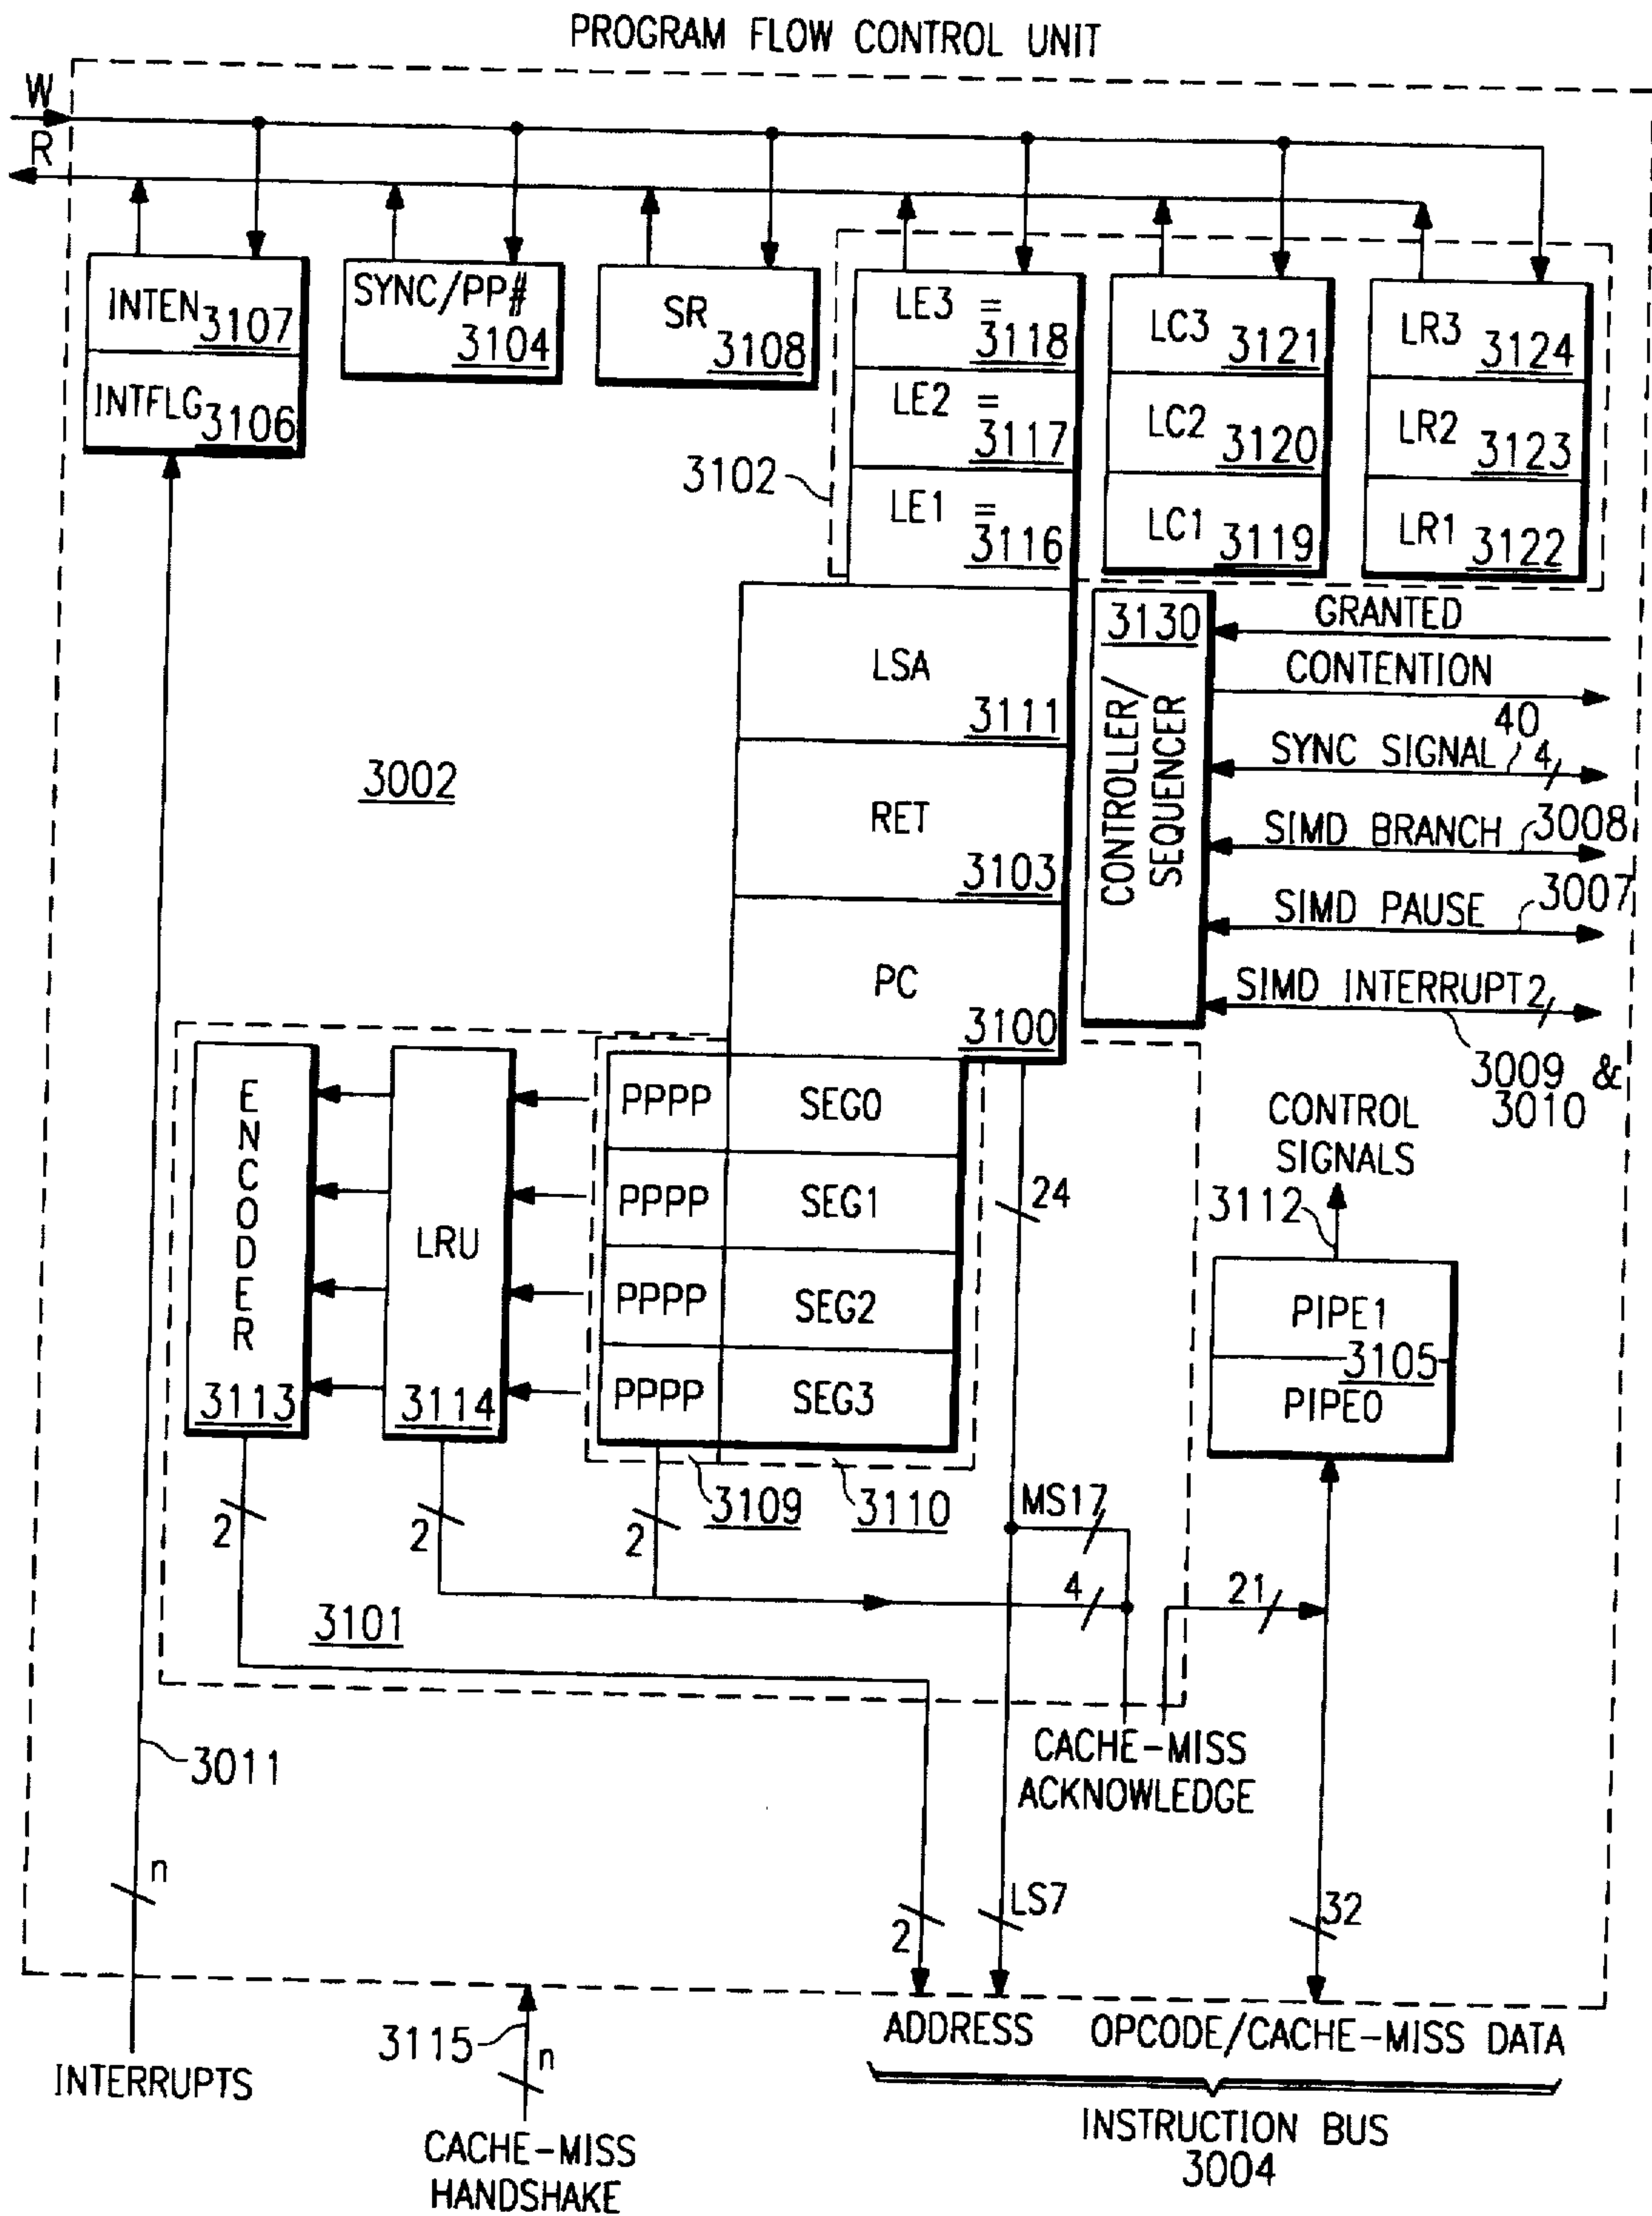 PROGRAM FLOW CONTROL UNIT
W
R
INTEN 3107
INTFLG 3106
SYNC/PP#
3104
SR
3108
LE3 =
3118
LE2 =
3117
LE1 =
3116
LC3 3121
LC2 3120
LC1 3119
LR3 3124
LR2 3123
LR1 3122
3102
LSA
3111
RET
3103
PC
3100
3002
3130
CONTROLLER/
SEQUENCER
GRANTED
CONTENTION
40
SYNC SIGNAL 4
SIMD BRANCH 3008
SIMD PAUSE 3007
SIMD INTERRUPT 2
3009 &
3010
ENCODER
3113
LRU
3114
PPPP SEG0
PPPP SEG1
PPPP SEG2
PPPP SEG3
24
CONTROL
SIGNALS
3112
PIPE1
3105
PIPE0
2
2
2
3109
3110
MS17
4
21
3101
CACHE-MISS
ACKNOWLEDGE
3011
n
2
LS7
32
INTERRUPTS
3115
n
CACHE-MISS
HANDSHAKE
ADDRESS
OPCODE/CACHE-MISS DATA
INSTRUCTION BUS
3004